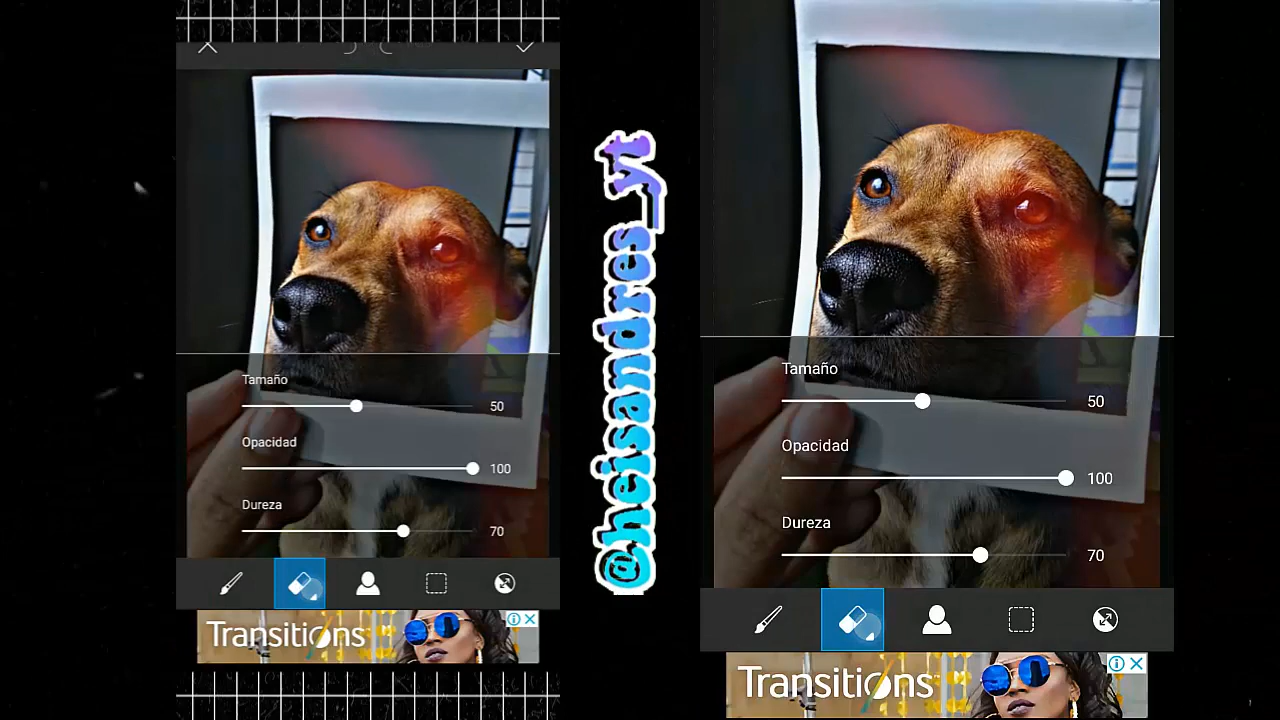 Tamaño
50
Opacidad
100
Dureza
70
Transitions
@heisandres_yt
Tamaño
50
Opacidad
100
Dureza
70
Transitions